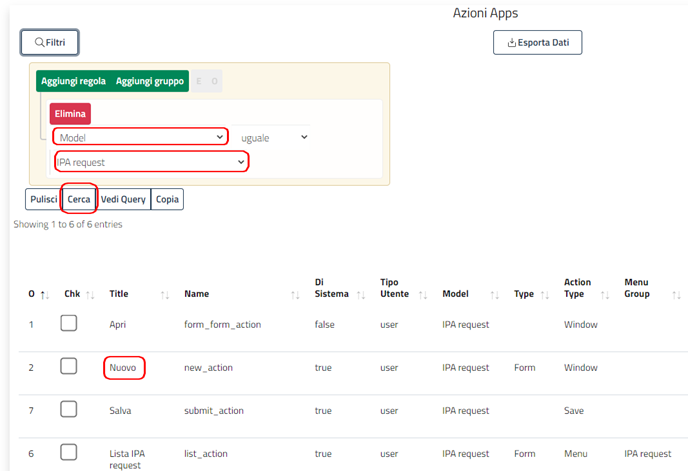 Azioni Apps
Filtri
Esporta Dati
Aggiungi regola Aggiungi gruppo E O
Elimina
Model uguale
IPA request
Pulisci Cerca Vedi Query Copia
Showing 1 to 6 of 6 entries
O Chk Title Name Di Sistema Tipo Utente Model Type Action Type Menu Group
1 Apri form_form_action false user IPA request Window
2 Nuovo new_action true user IPA request Form Window
7 Salva submit_action true user IPA request Save
6 Lista IPA request list_action true user IPA request Form Menu IPA request